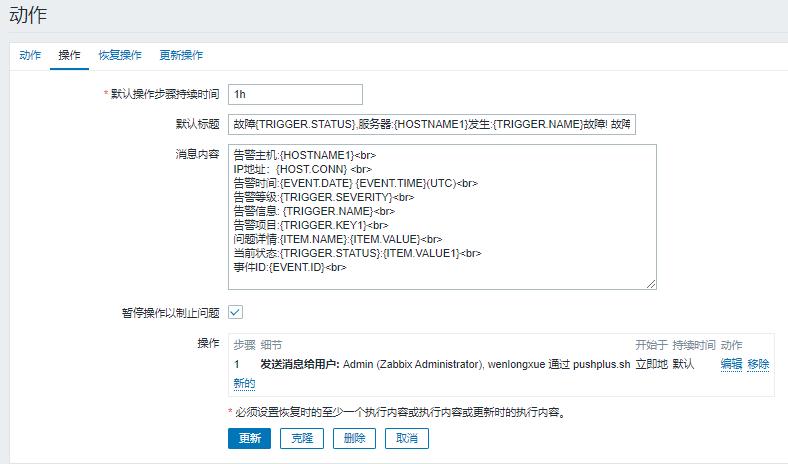 动作
动作 操作 恢复操作 更新操作
* 默认操作步骤持续时间 1h
默认标题 故障{TRIGGER.STATUS},服务器:{HOSTNAME1}发生:{TRIGGER.NAME}故障! 故障
消息内容 告警主机:{HOSTNAME1}<br>
IP地址：{HOST.CONN} <br>
告警时间:{EVENT.DATE} {EVENT.TIME}(UTC)<br>
告警等级:{TRIGGER.SEVERITY}<br>
告警信息: {TRIGGER.NAME}<br>
告警项目:{TRIGGER.KEY1}<br>
问题详情:{ITEM.NAME}:{ITEM.VALUE}<br>
当前状态:{TRIGGER.STATUS}:{ITEM.VALUE1}<br>
事件ID:{EVENT.ID}<br>
暂停操作以制止问题
操作 步骤 细节 开始于 持续时间 动作
1 发送消息给用户: Admin (Zabbix Administrator), wenlongxue 通过 pushplus.sh 立即地 默认 编辑 移除
新的
* 必须设置恢复时的至少一个执行内容或执行内容或更新时的执行内容。
更新 克隆 删除 取消